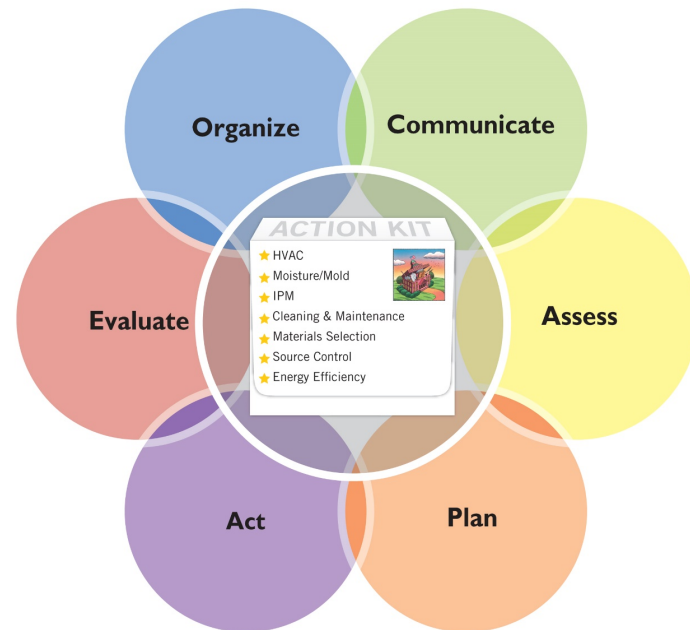 Organize
Communicate
ACTION KIT
HVAC
Moisture/Mold
IPM
Cleaning & Maintenance
Materials Selection
Source Control
Energy Efficiency
Evaluate
Assess
Act
Plan